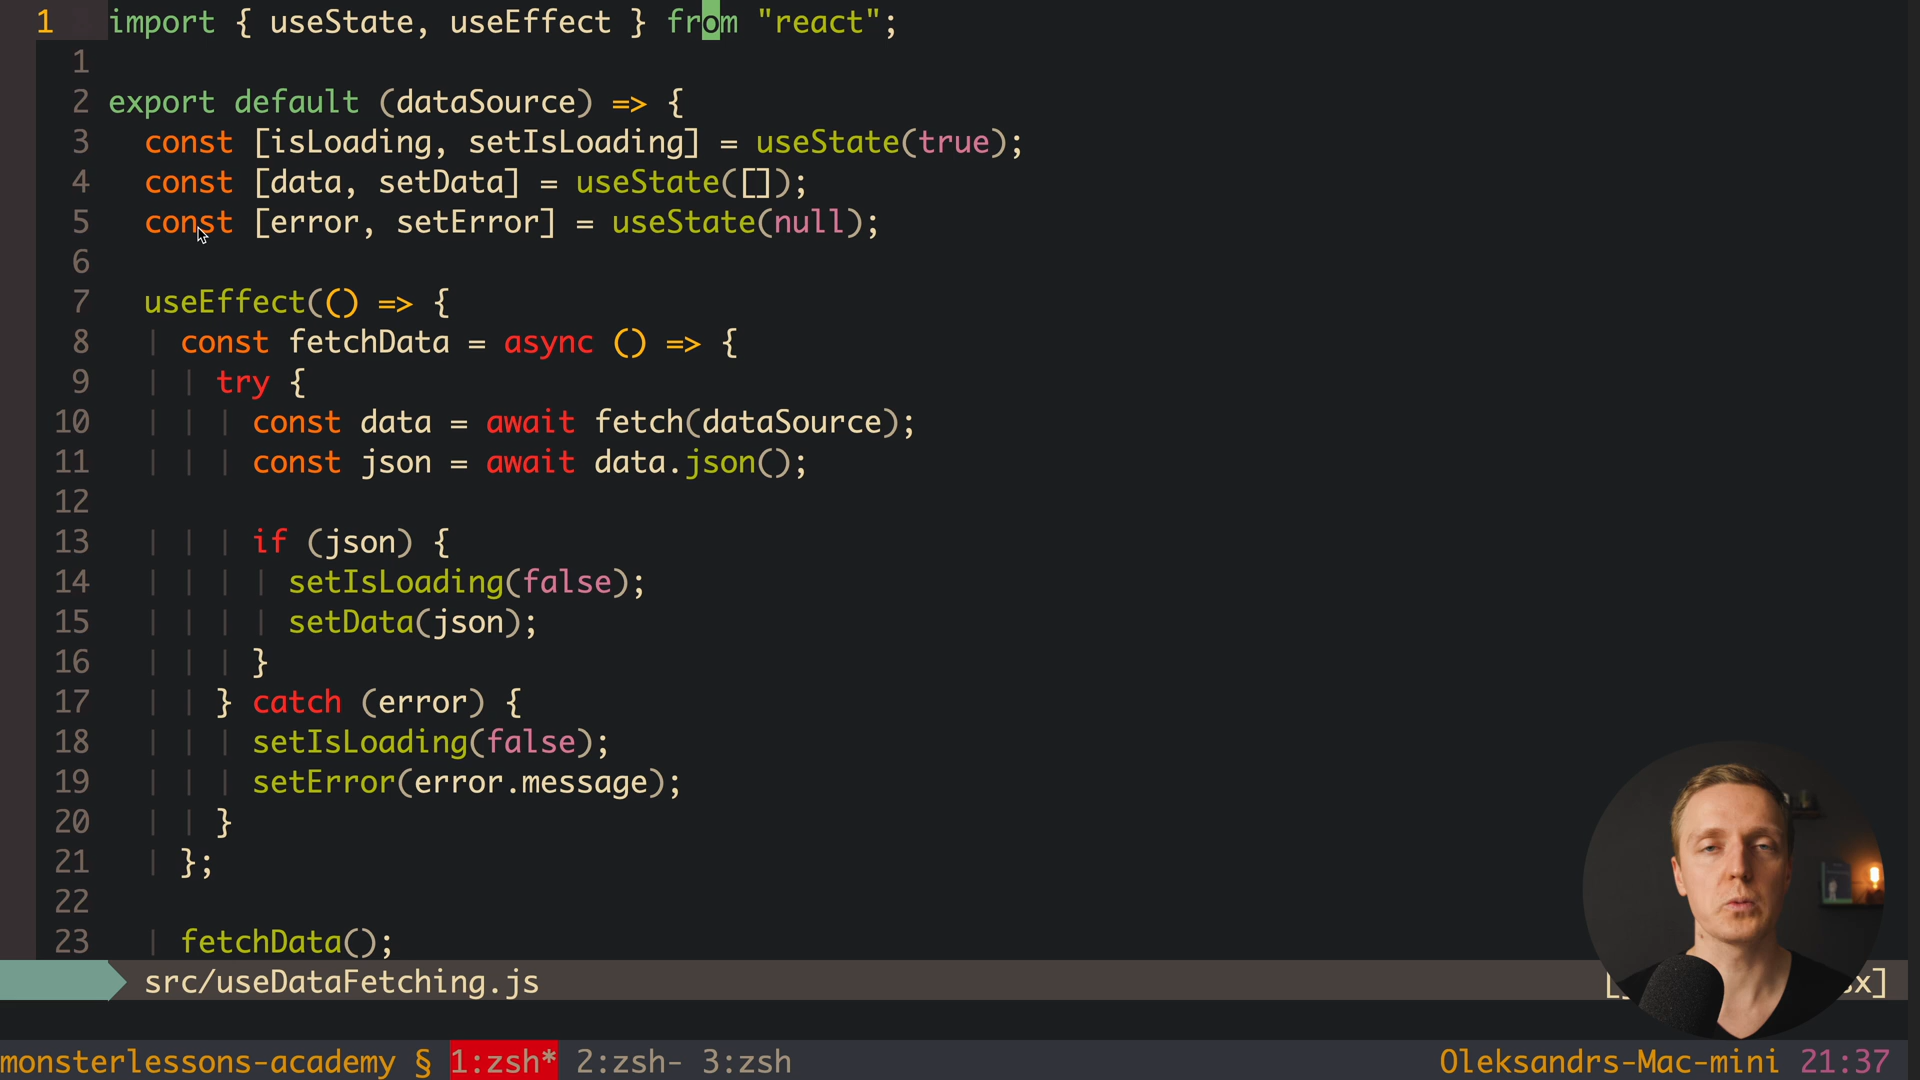 1 import { useState, useEffect } from "react";
1
2 export default (dataSource) => {
3 const [isLoading, setIsLoading] = useState(true);
4 const [data, setData] = useState([]);
5 const [error, setError] = useState(null);
6
7 useEffect(() => {
8 const fetchData = async () => {
9 try {
10 const data = await fetch(dataSource);
11 const json = await data.json();
12
13 if (json) {
14 setIsLoading(false);
15 setData(json);
16 }
17 } catch (error) {
18 setIsLoading(false);
19 setError(error.message);
20 }
21 };
22
23 fetchData();
src/useDataFetching.js
monsterlessons-academy § 1:zsh* 2:zsh- 3:zsh Oleksandrs-Mac-mini 21:37